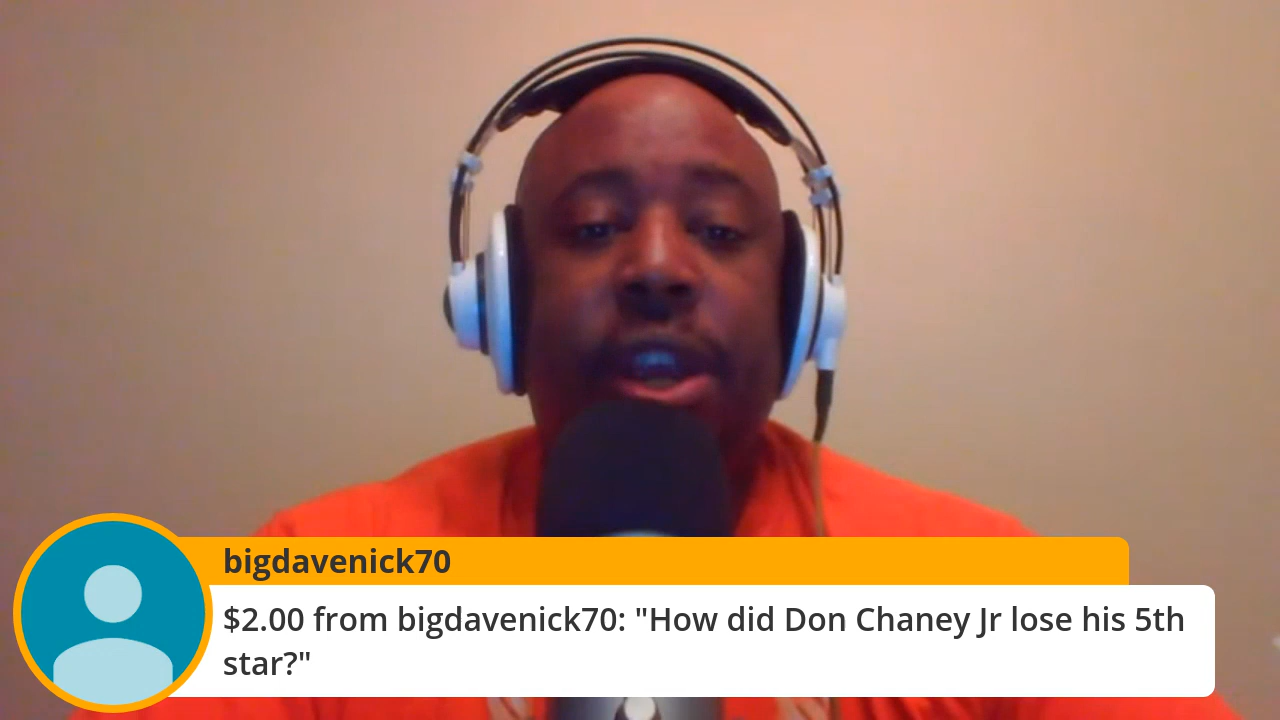 bigdavenick70
$2.00 from bigdavenick70: "How did Don Chaney Jr lose his 5th
star?"